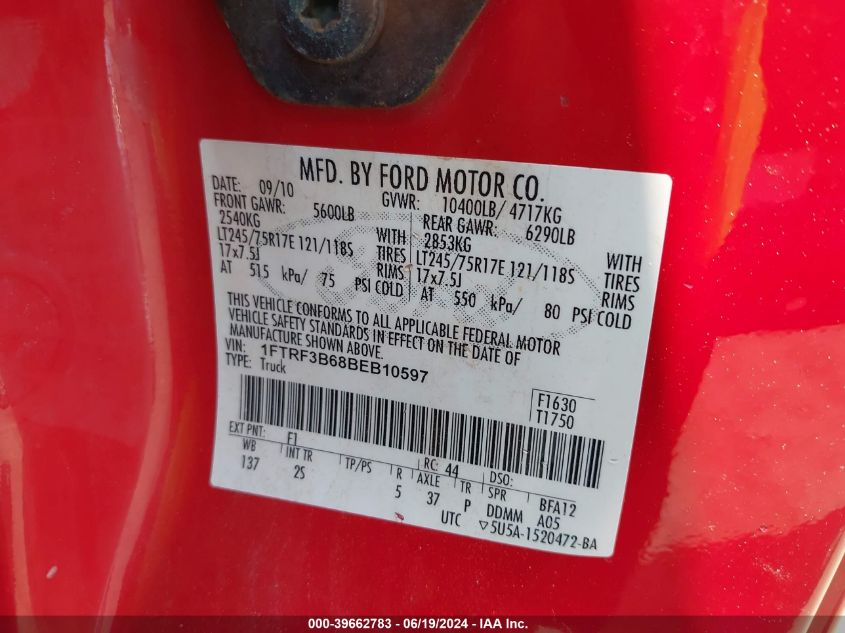 MFD. BY FORD MOTOR CO.
DATE: 09/10 GVWR: 10400LB/ 4717KG
FRONT GAWR: 5600LB REAR GAWR: 6290LB
2540KG WITH 2853KG WITH
LT245/75R17E 121/118S TIRES LT245/75R17E 121/118S TIRES
17x7.5J RIMS 17x7.5J RIMS
AT 515 kPa/ 75 PSI COLD AT 550 kPa/ 80 PSI COLD
THIS VEHICLE CONFORMS TO ALL APPLICABLE FEDERAL MOTOR
VEHICLE SAFETY STANDARDS IN EFFECT ON THE DATE OF
MANUFACTURE SHOWN ABOVE.
VIN: 1FTRF3B68BEB10597
TYPE: Truck
F1630
T1750
EXT PNT: F1 RC: 44 DSO:
WB INT TR TP/PS R AXLE TR SPR BFA12
137 2S 5 37 P DDMM A05
UTC ▽5U5A-1520472-BA
000-39662783 - 06/19/2024 - US - IAA